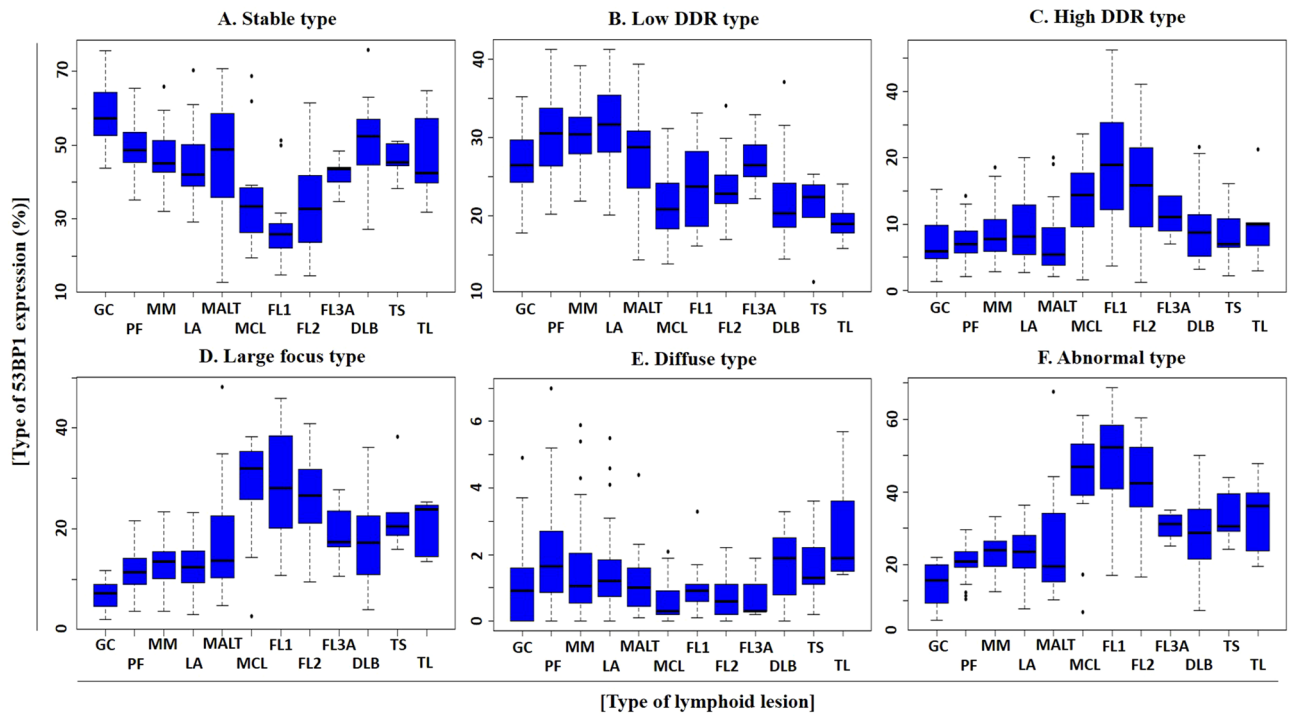 A. Stable type
B. Low DDR type
C. High DDR type
[Type of 53BP1 expression (%)]
70
50
30
10
GC MM MALT FL1 FL3A TS
PF LA MCL FL2 DLB TL
40
30
20
10
GC MM MALT FL1 FL3A TS
PF LA MCL FL2 DLB TL
30
20
10
0
GC MM MALT FL1 FL3A TS
PF LA MCL FL2 DLB TL
D. Large focus type
E. Diffuse type
F. Abnormal type
40
20
0
GC MM MALT FL1 FL3A TS
PF LA MCL FL2 DLB TL
6
4
2
0
GC MM MALT FL1 FL3A TS
PF LA MCL FL2 DLB TL
60
40
20
0
GC MM MALT FL1 FL3A TS
PF LA MCL FL2 DLB TL
[Type of lymphoid lesion]